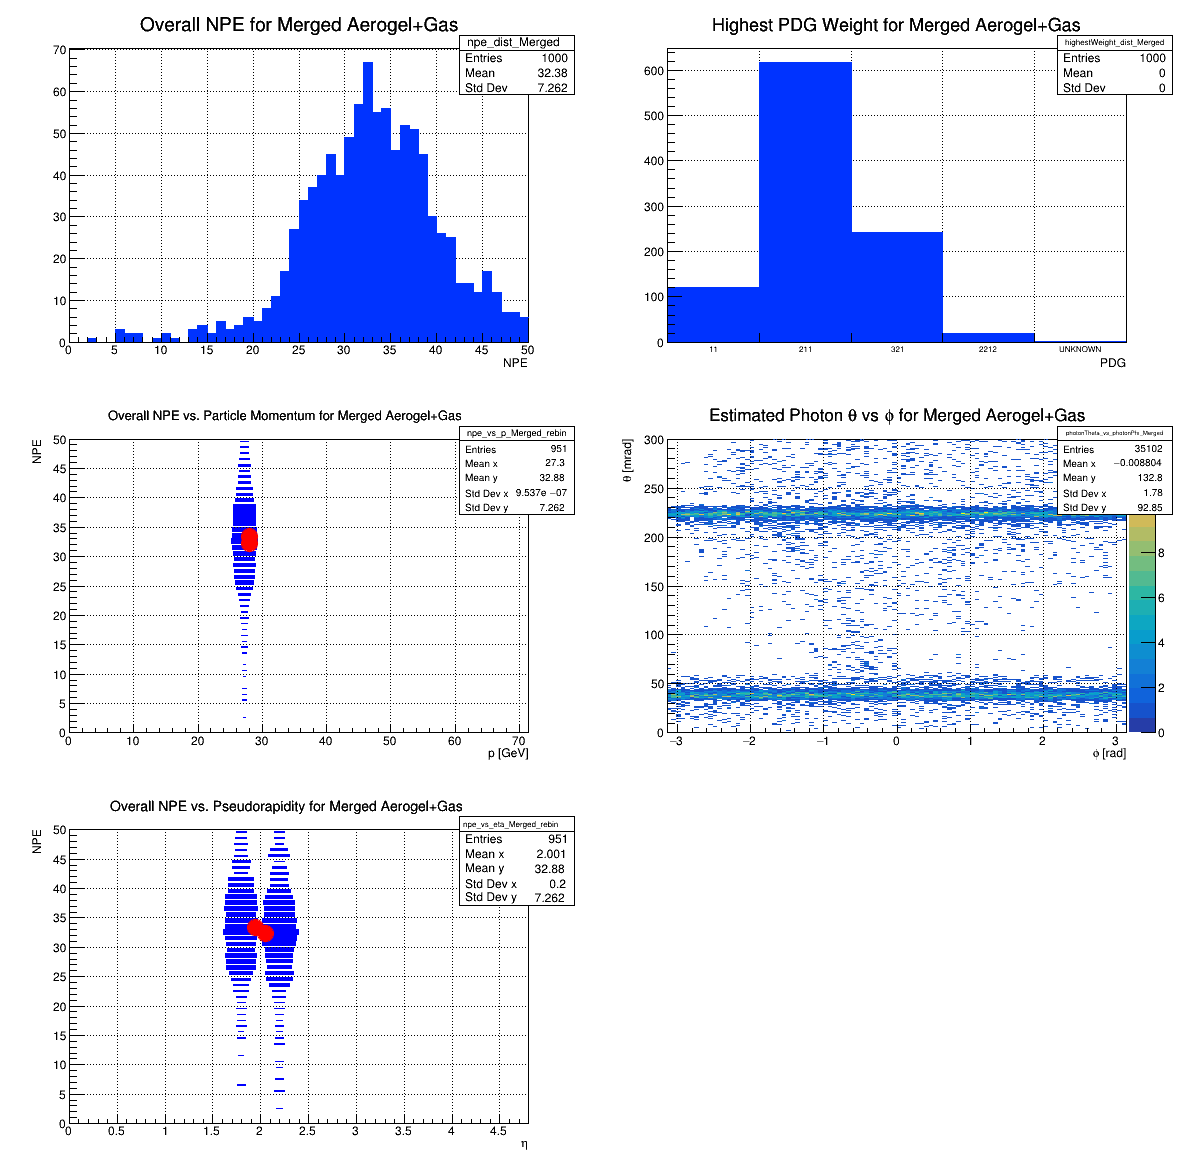 Overall NPE for Merged Aerogel+Gas
npe_dist_Merged
Entries 1000
Mean 32.38
Std Dev 7.262
70
60
50
40
30
20
10
0
0 5 10 15 20 25 30 35 40 45 50
NPE
Highest PDG Weight for Merged Aerogel+Gas
highestWeight_dist_Merged
Entries 1000
Mean 0
Std Dev 0
600
500
400
300
200
100
0
11 211 321 2212 UNKNOWN
PDG
Overall NPE vs. Particle Momentum for Merged Aerogel+Gas
npe_vs_p_Merged_rebin
Entries 951
Mean x 27.3
Mean y 32.88
Std Dev x 9.537e −07
Std Dev y 7.262
NPE
50
45
40
35
30
25
20
15
10
5
0
0 10 20 30 40 50 60 70
p [GeV]
Estimated Photon θ vs ϕ for Merged Aerogel+Gas
photonTheta_vs_photonPhi_Merged
Entries 35102
Mean x −0.008804
Mean y 132.8
Std Dev x 1.78
Std Dev y 92.85
θ [mrad]
300
250
200
150
100
50
0
−3 −2 −1 0 1 2 3
ϕ [rad]
8
6
4
2
0
Overall NPE vs. Pseudorapidity for Merged Aerogel+Gas
npe_vs_eta_Merged_rebin
Entries 951
Mean x 2.001
Mean y 32.88
Std Dev x 0.2
Std Dev y 7.262
NPE
50
45
40
35
30
25
20
15
10
5
0
0 0.5 1 1.5 2 2.5 3 3.5 4 4.5
η